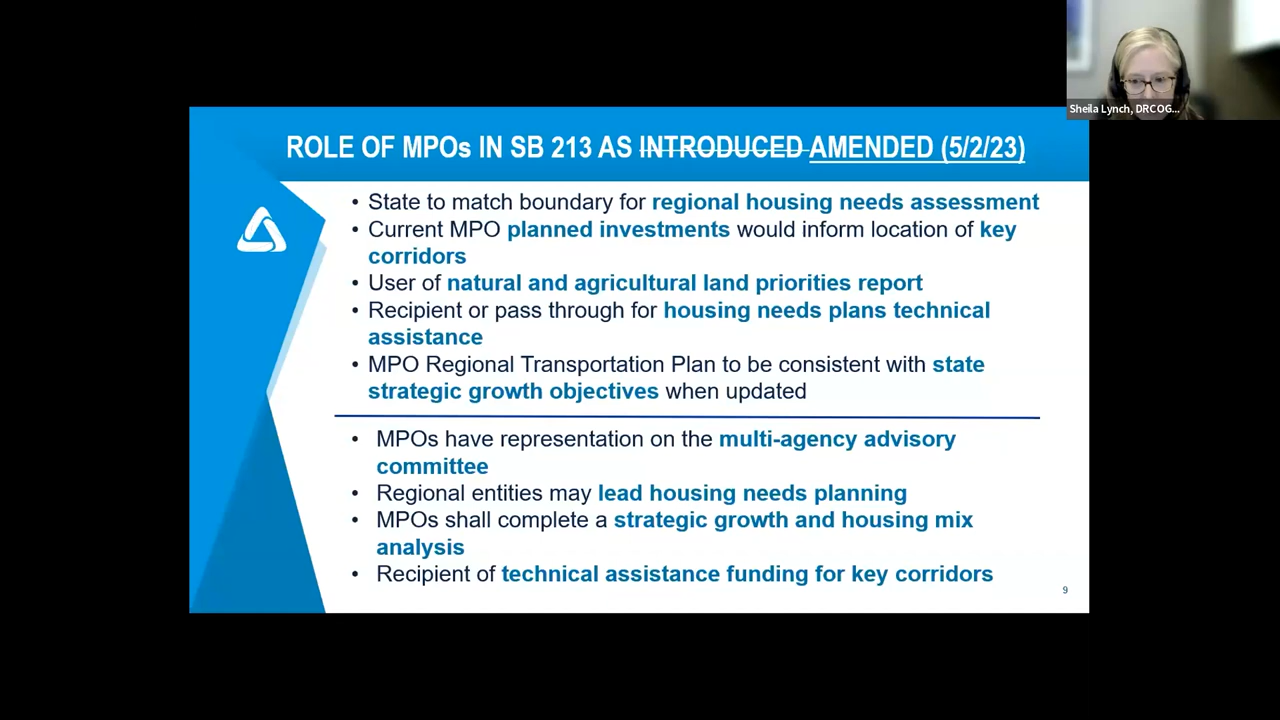 Sheila Lynch, DRCOG...
ROLE OF MPOs IN SB 213 AS INTRODUCED AMENDED (5/2/23)
• State to match boundary for regional housing needs assessment
• Current MPO planned investments would inform location of key
corridors
• User of natural and agricultural land priorities report
• Recipient or pass through for housing needs plans technical
assistance
• MPO Regional Transportation Plan to be consistent with state
strategic growth objectives when updated
• MPOs have representation on the multi-agency advisory
committee
• Regional entities may lead housing needs planning
• MPOs shall complete a strategic growth and housing mix
analysis
• Recipient of technical assistance funding for key corridors
9